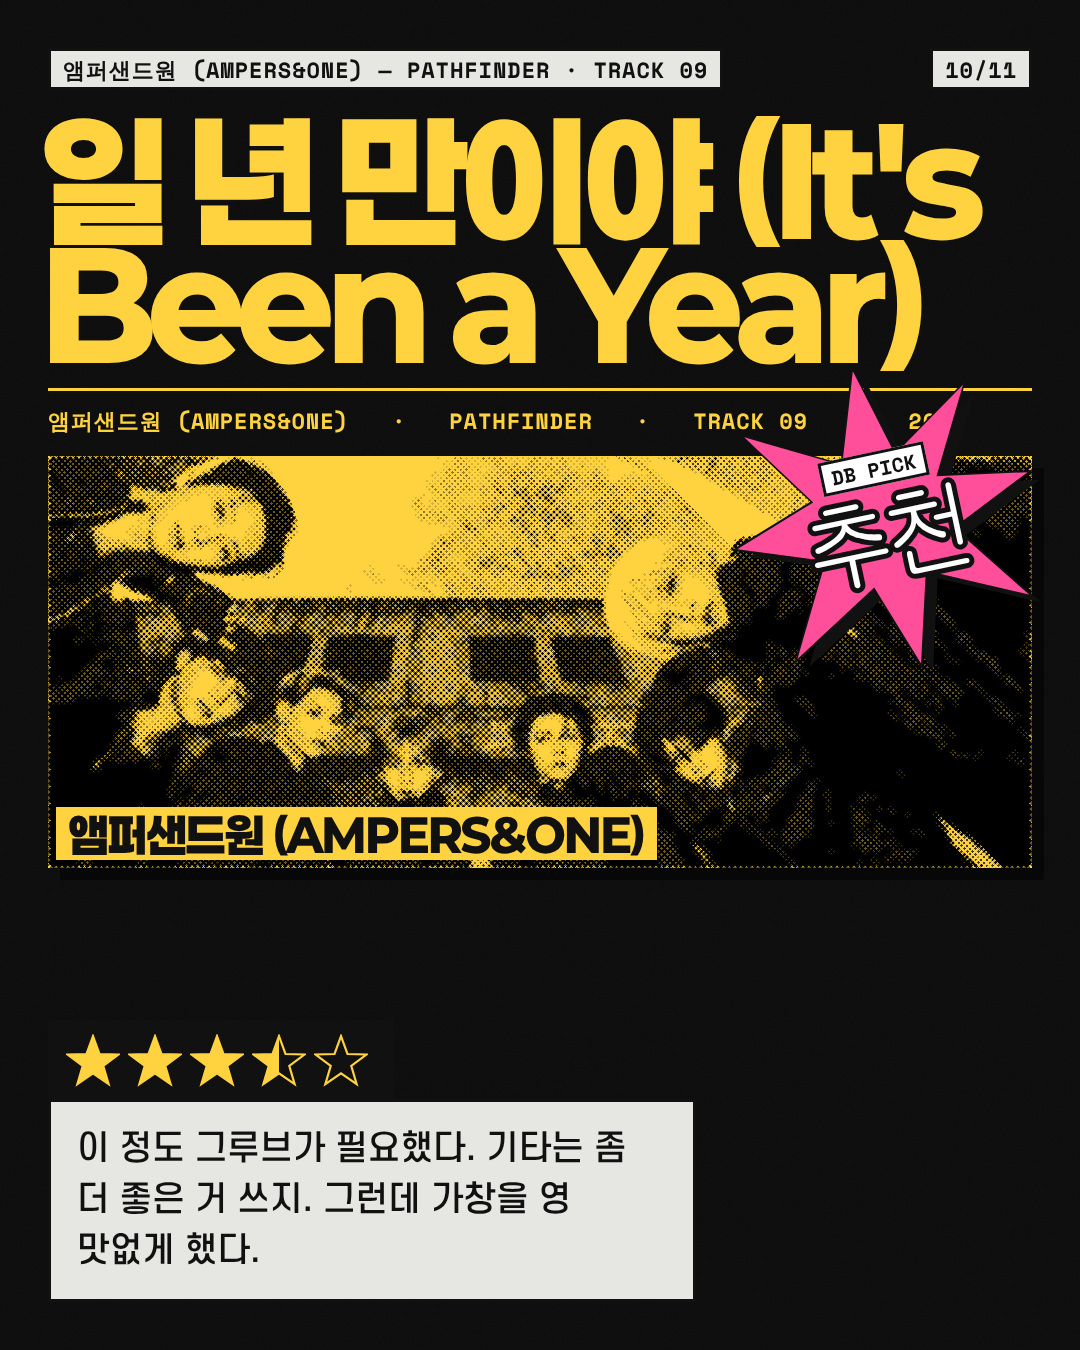 앰퍼샌드원 (AMPERS&ONE) — PATHFINDER · TRACK 09
10/11
일 년 만이야 (It's
Been a Year)
앰퍼샌드원 (AMPERS&ONE) · PATHFINDER · TRACK 09
DB PICK
추천
앰퍼샌드원 (AMPERS&ONE)
이 정도 그루브가 필요했다. 기타는 좀
더 좋은 거 쓰지. 그런데 가창을 영
맛없게 했다.